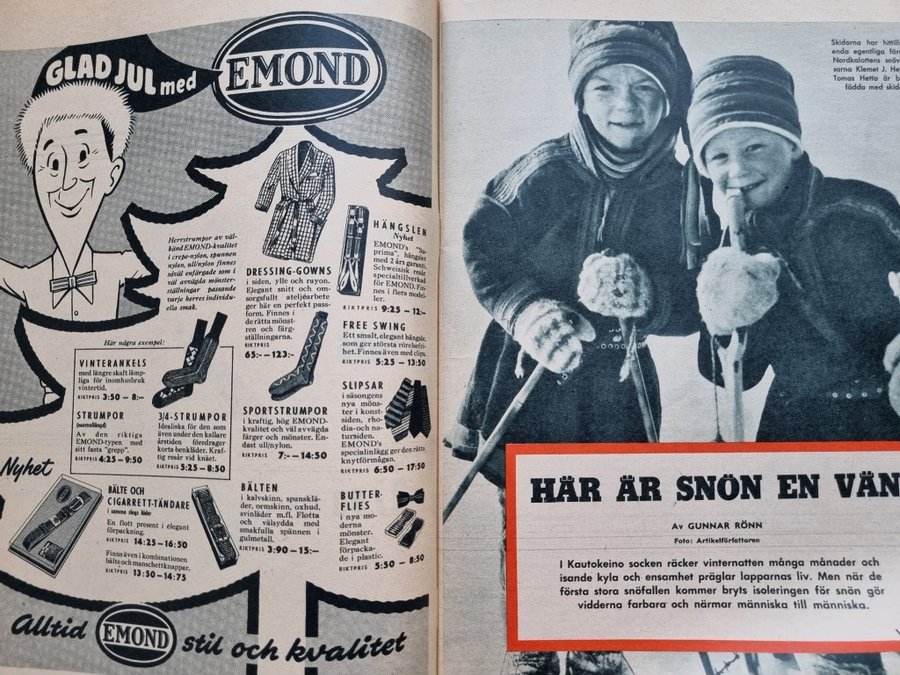 GLAD JUL med
EMOND
Herrstrumpor av väl-
känd EMOND-kvalitet
i crepe-nylon, spunnen
nylon, ull/nylon finnes
såväl enfärgade som i
väl avvägda mönster-
ställningar passande
varje herres individu-
ella smak.
Här några exempel:
VINTERANKELS
med längre skaft lämp-
liga för inomhusbruk
vintertid.
RIKTPRIS 3:50 - 8:-
STRUMPOR
(normallängd)
Av den riktiga
EMOND-typen med
sitt fasta "grepp".
RIKTPRIS 4:25 - 9:50
3/4-STRUMPOR
Idealiska för den som
även under den kallare
årstiden föredrager
korta benkläder. Kraf-
tig resår vid knäet.
RIKTPRIS 5:25 - 8:50
DRESSING-GOWNS
i siden, ylle och rayon.
Elegant snitt och om-
sorgsfullt ateljéarbete
ger här en perfekt pass-
form. Finnes i
de rätta mönst-
ren och färg-
ställningarna.
RIKTPRIS
65:- - 123:-
HÄNGSLEN
Nyhet
EMOND's "Su-
prima". hängslet
med 2 års garanti.
Schweizisk resår
specialtillverkad
för EMOND. Fin-
nes i flera model-
ler.
RIKTPRIS 9:25 - 12:-
FREE SWING
Ett smalt, elegant hängsle,
som ger största rörelsefri-
het. Finnes även med clips.
RIKTPRIS 5:25 - 13:50
SPORTSTRUMPOR
i kraftig, hög EMOND-
kvalitet och väl avvägda
färger och mönster. En-
dast ull/nylon.
RIKTPRIS 7:- - 14:50
SLIPSAR
i säsongens
nya möns-
ter i konst-
siden, rho-
dia- och na-
tursiden.
EMOND's
specialinlägg ger den rätta
knytförmågan.
RIKTPRIS 6:50 - 17:50
Nyhet
BÄLTE OCH
CIGARRETT-TÄNDARE
i samma slags läder
En flott present i elegant
förpackning.
RIKTPRIS 14:25 - 16:50
Finns även i kombinationen
bälte och manschettknappar.
RIKTPRIS 13:50 - 14:75
BÄLTEN
i kalvskinn, spansklä-
der, ormskinn, oxhud,
svinläder m.fl. Flotta
och välsydda med
smakfulla spännen i
gulmetall.
RIKTPRIS 3:90 - 15:-
BUTTER-
FLIES
i nya mo-
derna
mönster.
Elegant
förpacka-
de i plastic.
RIKTPRIS 5:50 - 8:50
Alltid EMOND stil och kvalitet
Skidorna har hittills
enda egentliga
Nordkalottens
sarna Klemet J.
Tomas Hetta är
födda med
HÄR ÄR SNÖN EN VÄN
Av GUNNAR RÖNN
Foto: Artikelförfattaren
I Kautokeino socken räcker vinternatten många månader och
isande kyla och ensamhet präglar lapparnas liv. Men när de
första stora snöfallen kommer bryts isoleringen för snön gör
vidderna farbara och närmar människa till människa.